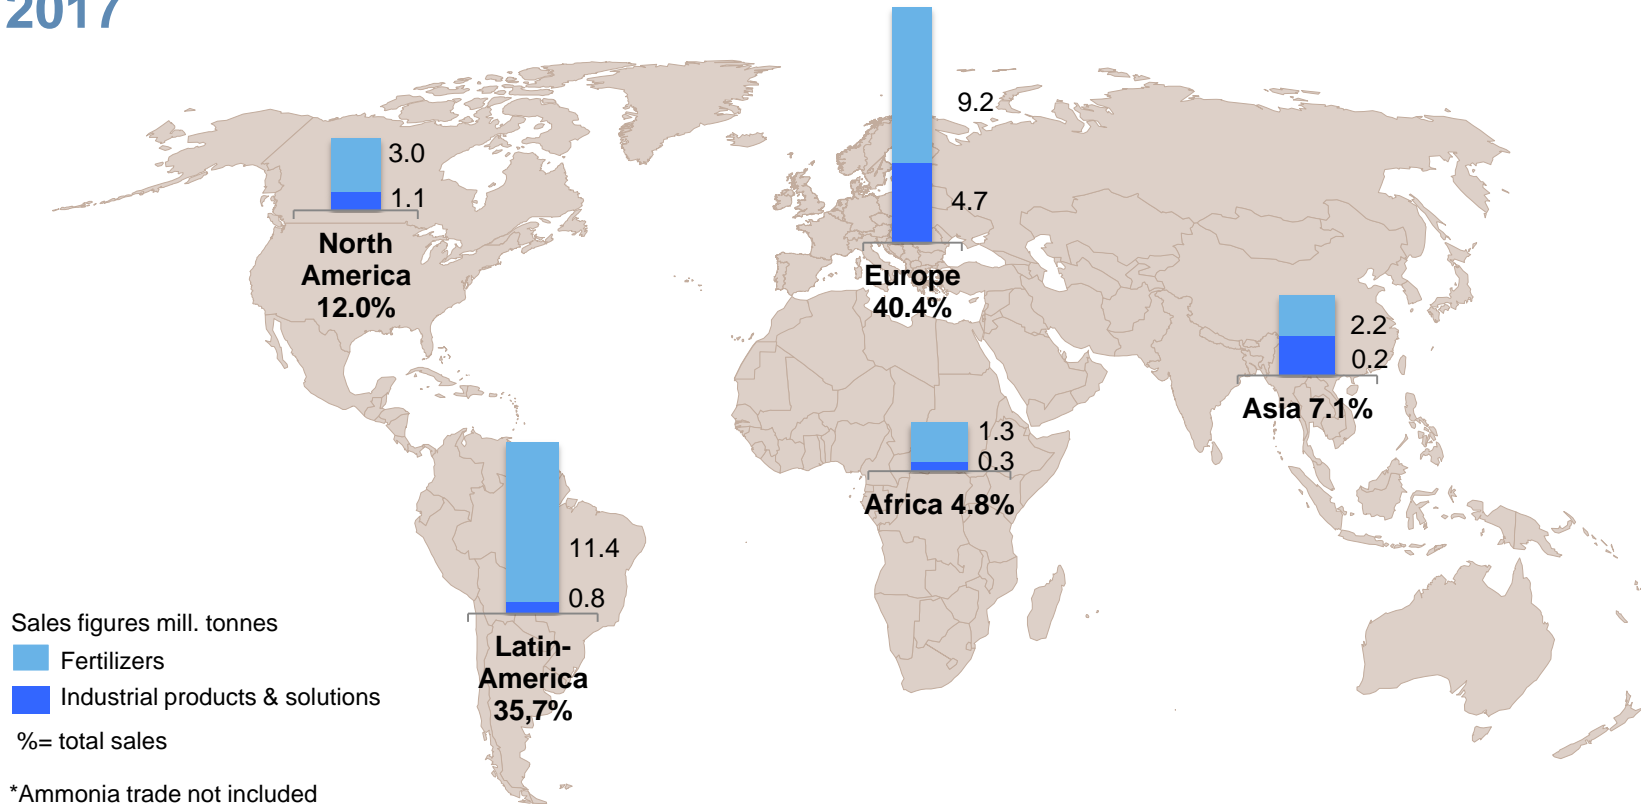 2017
9.2
4.7
Europe
40.4%
3.0
1.1
North
America
12.0%
2.2
0.2
Asia 7.1%
1.3
0.3
Africa 4.8%
11.4
0.8
Latin-
America
35,7%
Sales figures mill. tonnes
Fertilizers
Industrial products & solutions
%= total sales
*Ammonia trade not included